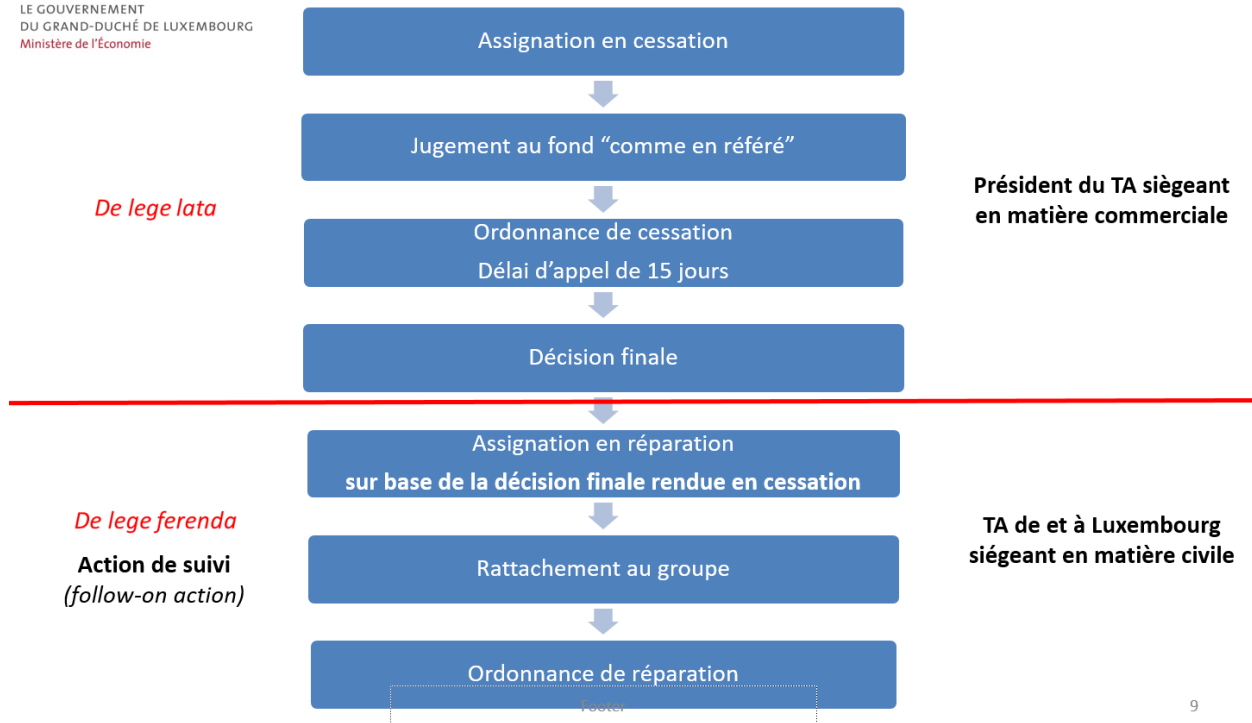 LE GOUVERNEMENT
DU GRAND-DUCHÉ DE LUXEMBOURG
Ministère de l'Économie
Assignation en cessation
Jugement au fond “comme en référé”
De lege lata
Président du TA siègeant
en matière commerciale
Ordonnance de cessation
Délai d'appel de 15 jours
Décision finale
Assignation en réparation
sur base de la décision finale rendue en cessation
De lege ferenda
Action de suivi
(follow-on action)
TA de et à Luxembourg
siégeant en matière civile
Rattachement au groupe
Ordonnance de réparation
Footer
9